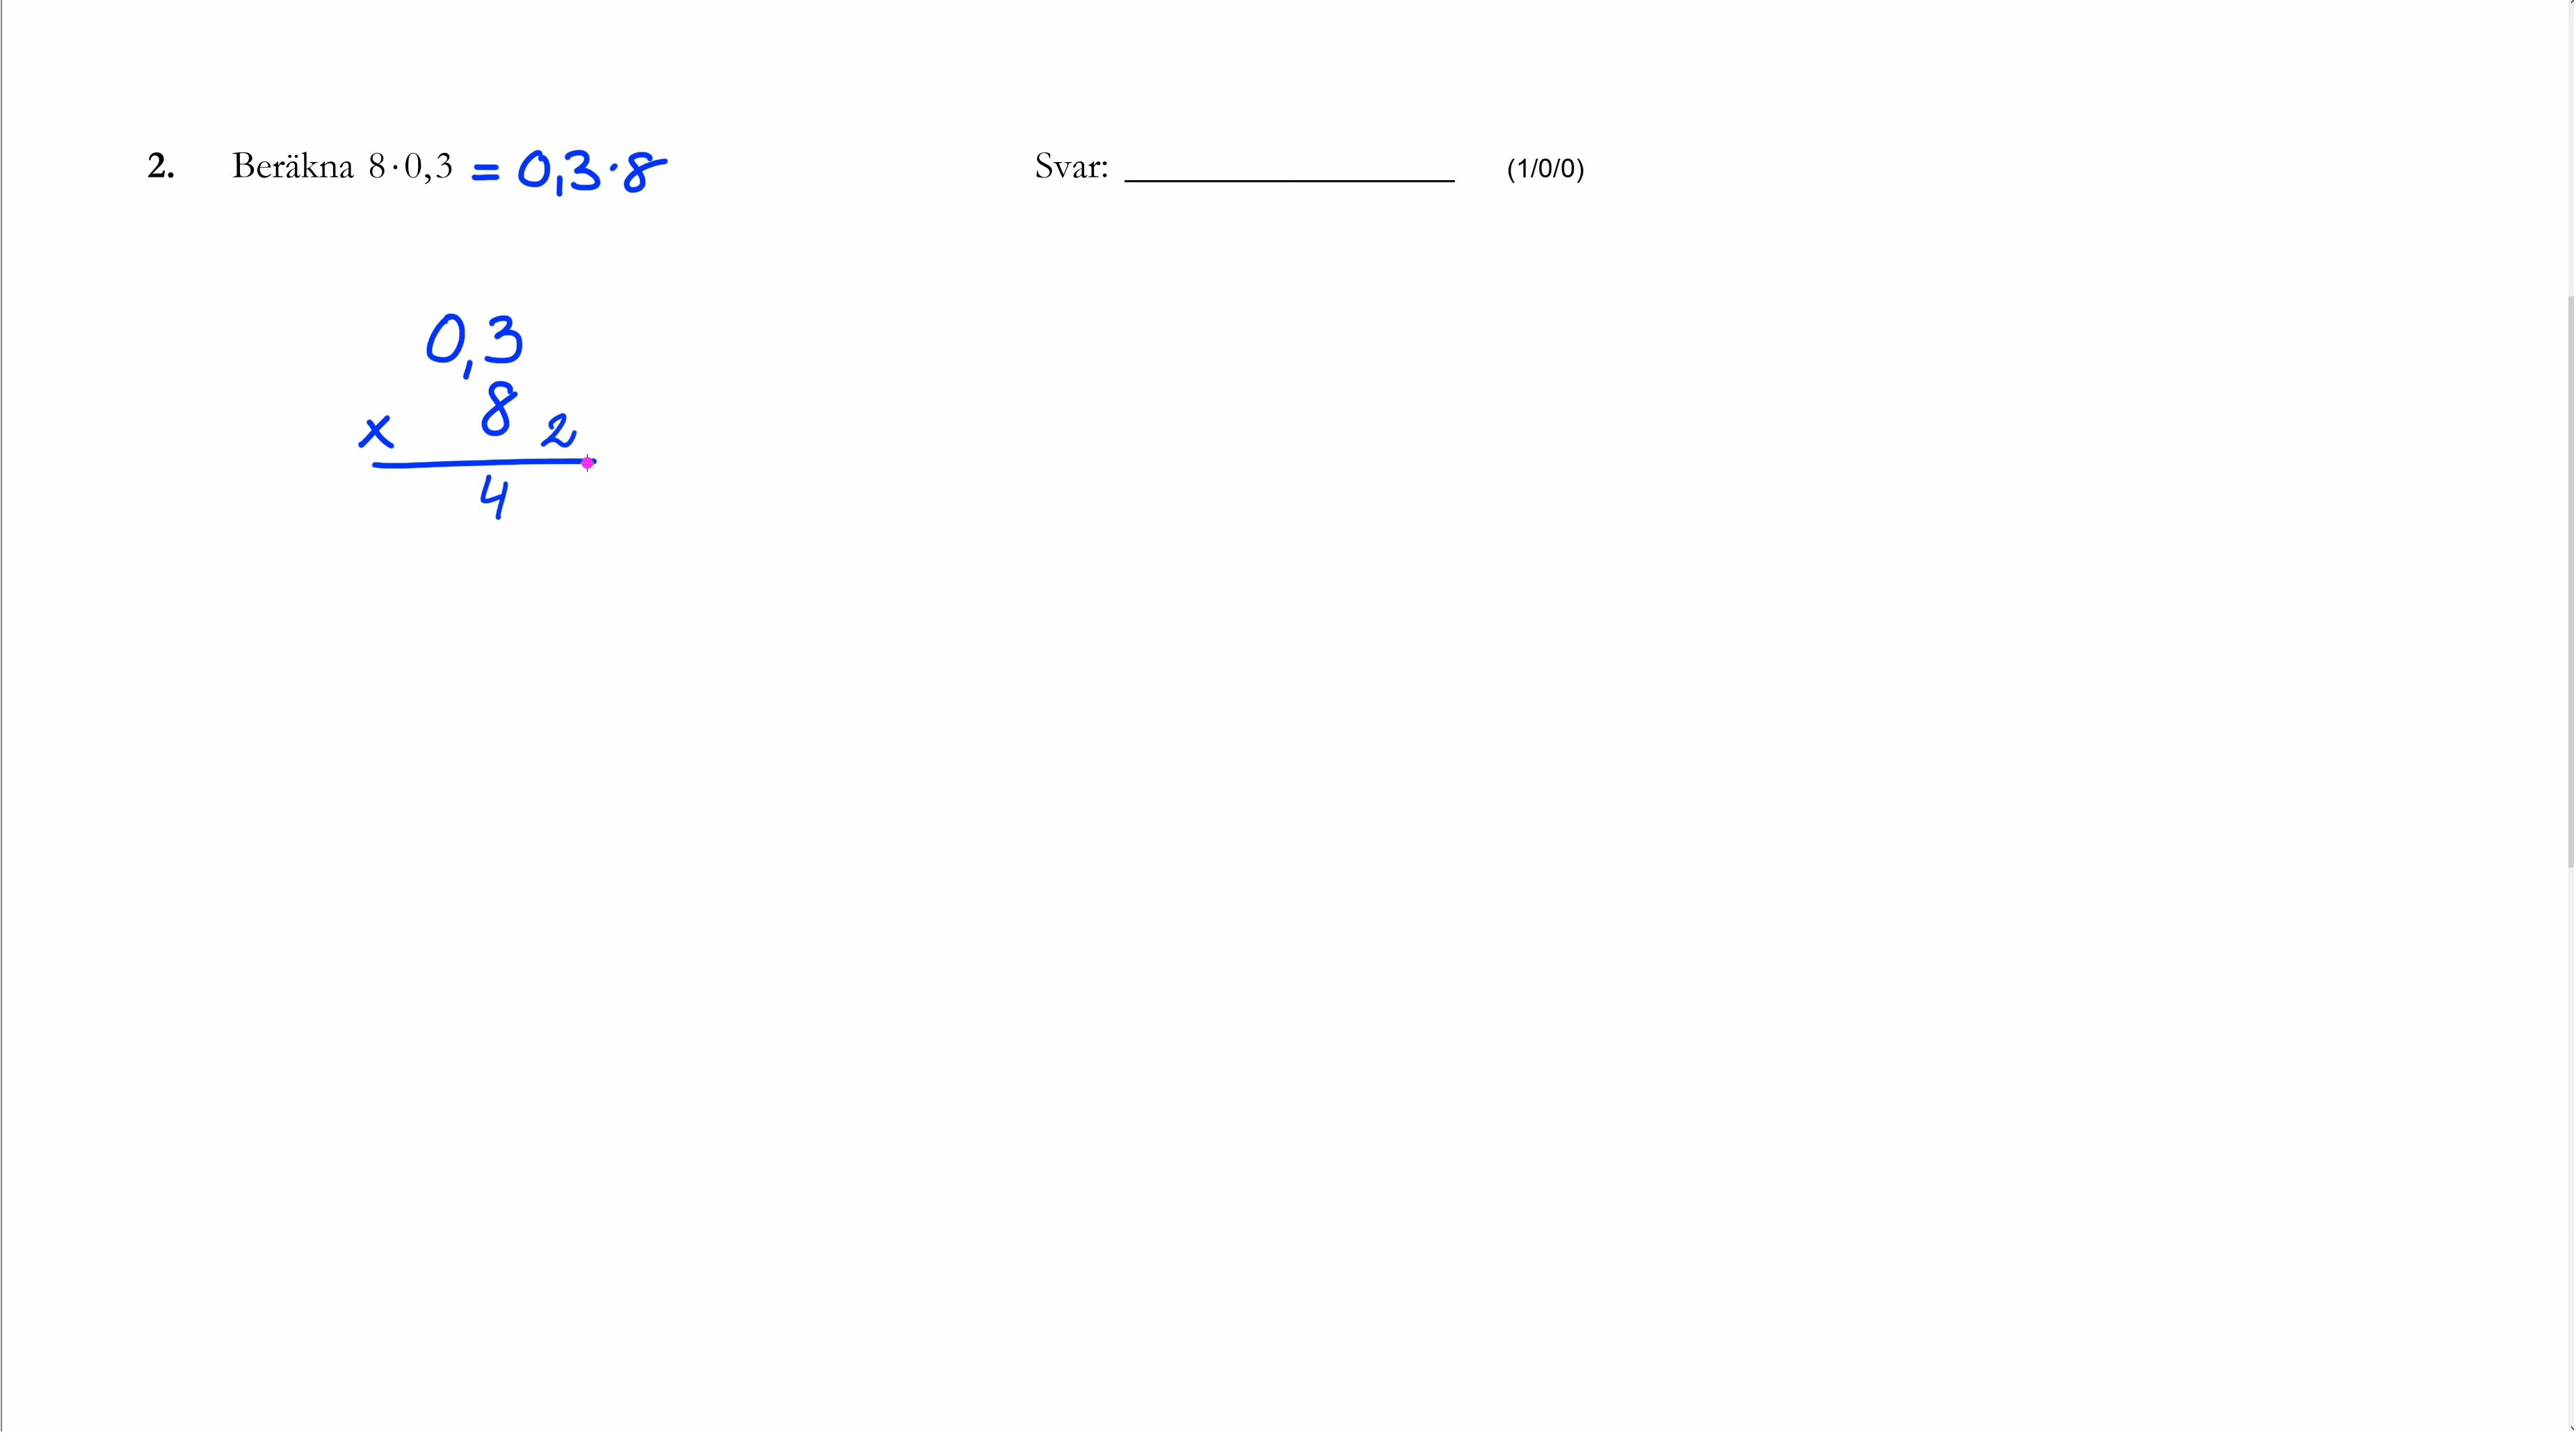 2. Beräkna 8·0,3 = 0,3·8 Svar: (1/0/0)
0,3
x 8 2
4